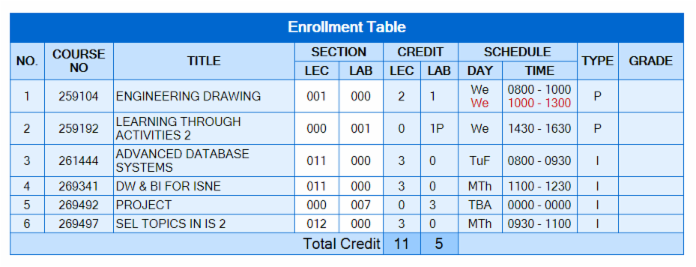 Enrollment Table
NO. COURSE NO TITLE SECTION CREDIT SCHEDULE TYPE GRADE
LEC LAB LEC LAB DAY TIME
1 259104 ENGINEERING DRAWING 001 000 2 1 We 0800 - 1000 P
We 1000 - 1300
2 259192 LEARNING THROUGH 000 001 0 1P We 1430 - 1630 P
ACTIVITIES 2
3 261444 ADVANCED DATABASE 011 000 3 0 TuF 0800 - 0930 I
SYSTEMS
4 269341 DW & BI FOR ISNE 011 000 3 0 MTh 1100 - 1230 I
5 269492 PROJECT 000 007 0 3 TBA 0000 - 0000 I
6 269497 SEL TOPICS IN IS 2 012 000 3 0 MTh 0930 - 1100 I
Total Credit 11 5